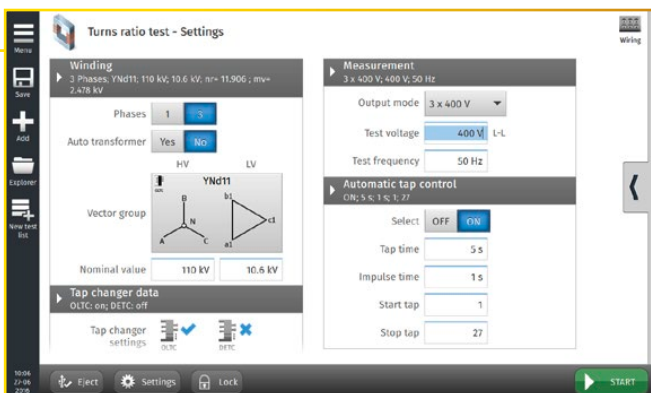 Menu
Save
Add
Explorer
New test
list
10:06
27-06
2016
Turns ratio test - Settings
Wiring
Winding
3 Phases; YNd11; 110 kV; 10.6 kV; nr= 11.906 ; mv=
2.478 kV
Phases 1 3
Auto transformer Yes No
HV LV
YNd11
B
N
A C
b1
c1
a1
Vector group
Nominal value 110 kV 10.6 kV
Tap changer data
OLTC: on; DETC: off
Tap changer
settings
OLTC DETC
Measurement
3 x 400 V; 400 V; 50 Hz
Output mode 3 x 400 V
Test voltage 400 V L-L
Test frequency 50 Hz
Automatic tap control
ON; 5 s; 1 s; 1; 27
Select OFF ON
Tap time 5 s
Impulse time 1 s
Start tap 1
Stop tap 27
Eject Settings Lock START